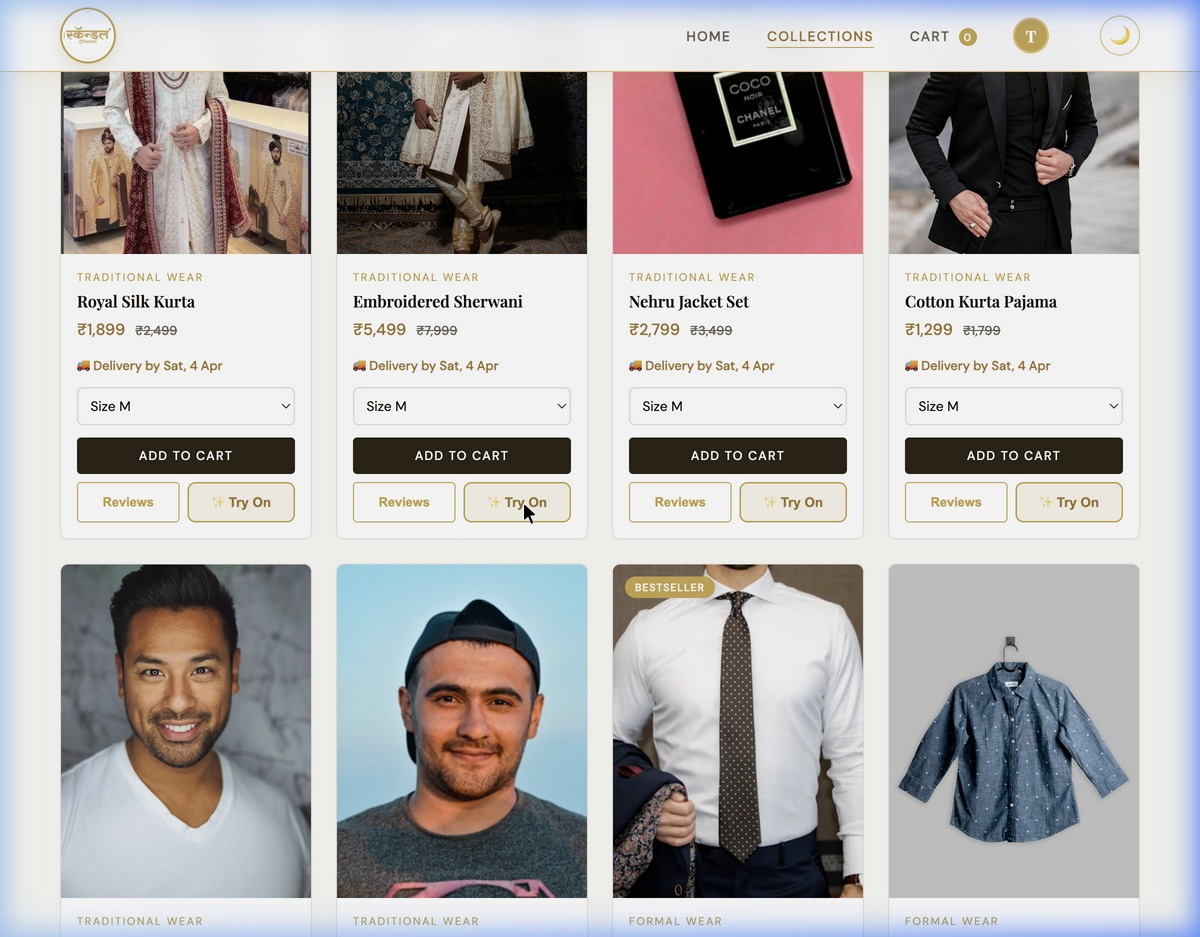 स्कॅन्डल
HOME
COLLECTIONS
CART 0
T
COCO
NOIR
CHANEL
PARIS
TRADITIONAL WEAR
Royal Silk Kurta
₹1,899 ₹2,499
🚚 Delivery by Sat, 4 Apr
Size M
ADD TO CART
Reviews
✨ Try On
TRADITIONAL WEAR
Embroidered Sherwani
₹5,499 ₹7,999
🚚 Delivery by Sat, 4 Apr
Size M
ADD TO CART
Reviews
✨ Try On
TRADITIONAL WEAR
Nehru Jacket Set
₹2,799 ₹3,499
🚚 Delivery by Sat, 4 Apr
Size M
ADD TO CART
Reviews
✨ Try On
TRADITIONAL WEAR
Cotton Kurta Pajama
₹1,299 ₹1,799
🚚 Delivery by Sat, 4 Apr
Size M
ADD TO CART
Reviews
✨ Try On
BESTSELLER
TRADITIONAL WEAR
TRADITIONAL WEAR
FORMAL WEAR
FORMAL WEAR